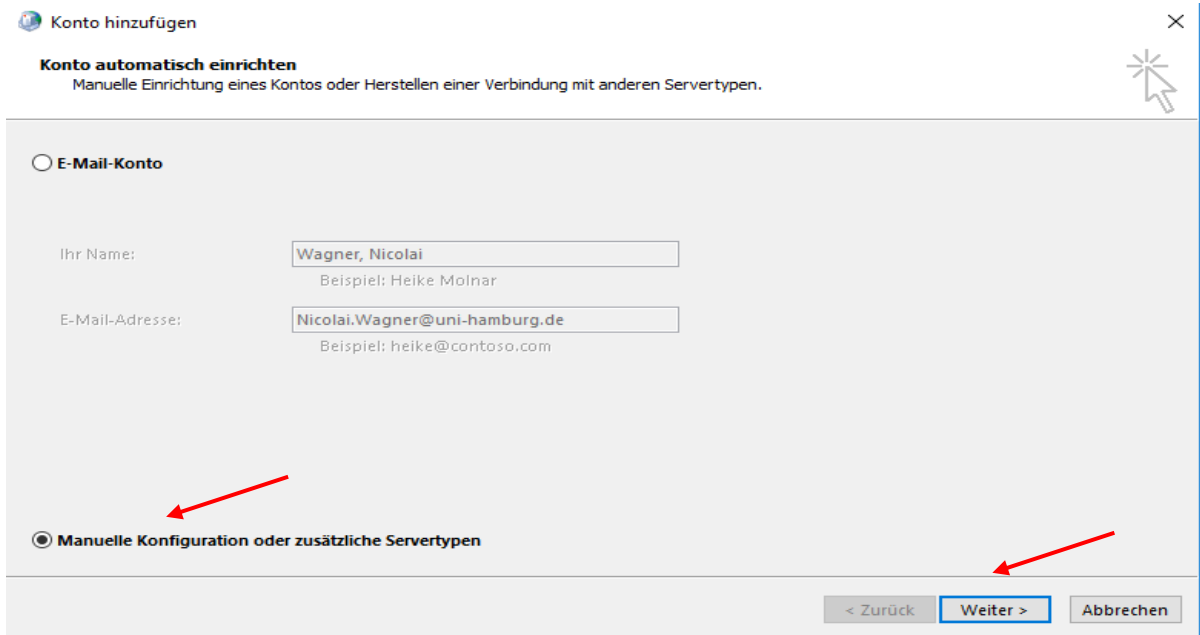 Konto hinzufügen
Konto automatisch einrichten
Manuelle Einrichtung eines Kontos oder Herstellen einer Verbindung mit anderen Servertypen.
E-Mail-Konto
Ihr Name:
Wagner, Nicolai
Beispiel: Heike Molnar
E-Mail-Adresse:
Nicolai.Wagner@uni-hamburg.de
Beispiel: heike@contoso.com
Manuelle Konfiguration oder zusätzliche Servertypen
< Zurück Weiter > Abbrechen